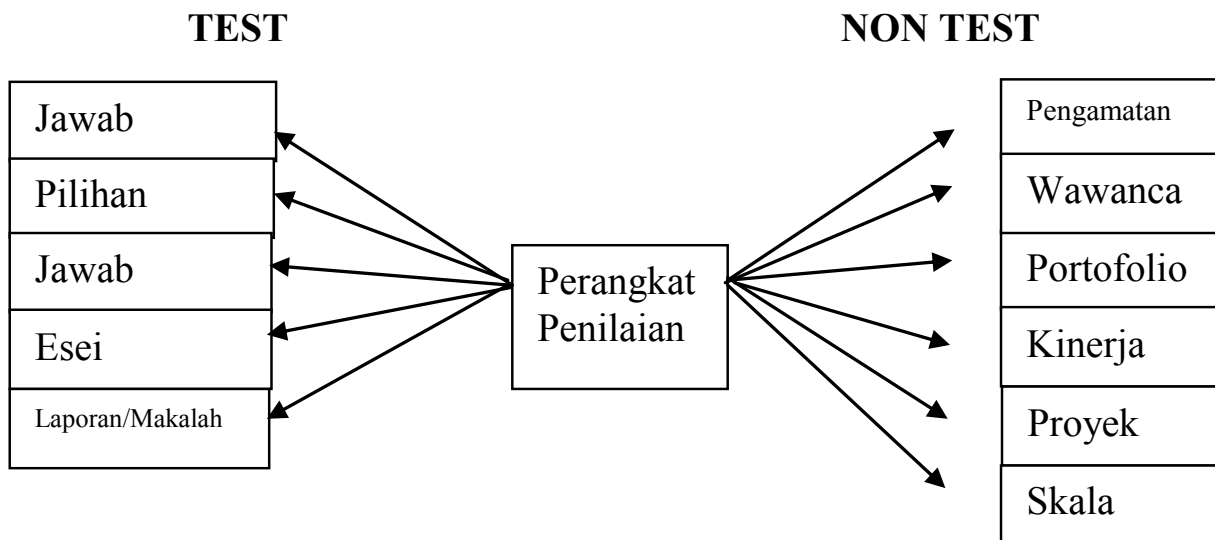 TEST
NON TEST
Jawab
Pilihan
Jawab
Esei
Laporan/Makalah
Perangkat
Penilaian
Pengamatan
Wawanca
Portofolio
Kinerja
Proyek
Skala